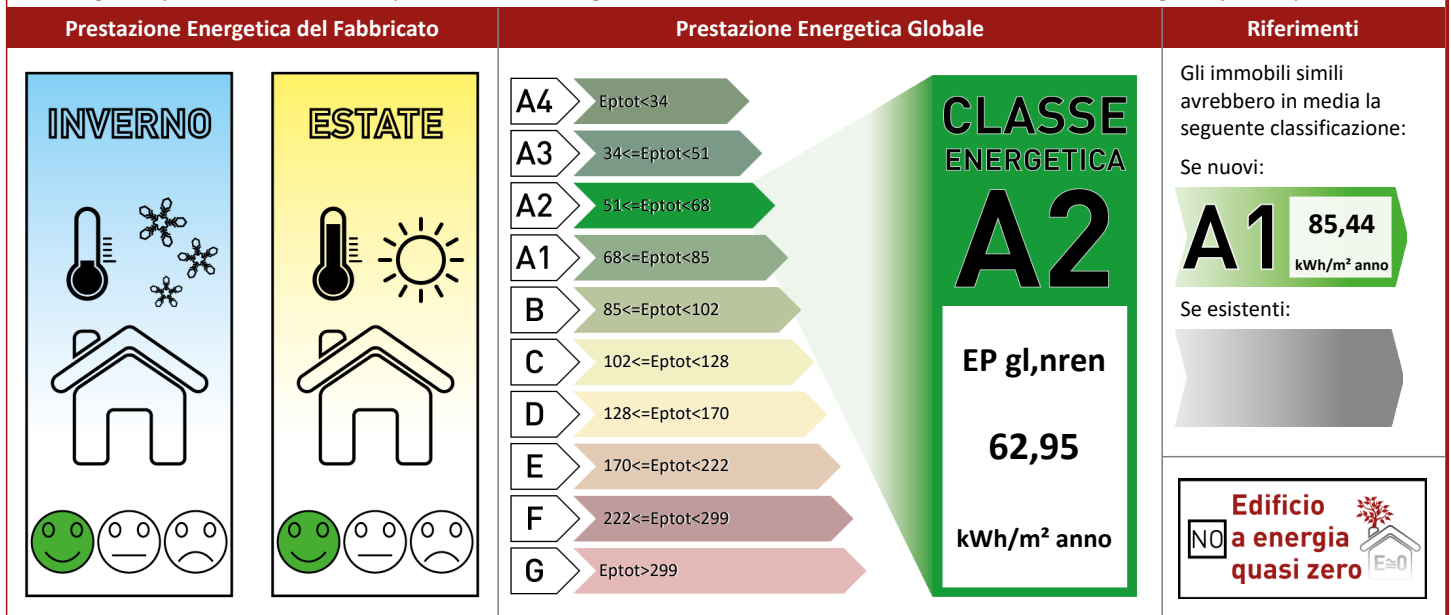 Prestazione Energetica del Fabbricato
Prestazione Energetica Globale
Riferimenti
INVERNO
ESTATE
A4 Eptot<34
A3 34<=Eptot<51
A2 51<=Eptot<68
A1 68<=Eptot<85
B 85<=Eptot<102
C 102<=Eptot<128
D 128<=Eptot<170
E 170<=Eptot<222
F 222<=Eptot<299
G Eptot>299
CLASSE
ENERGETICA
A2
EP gl,nren
62,95
kWh/m² anno
Gli immobili simili
avrebbero in media la
seguente classificazione:
Se nuovi:
A1 85,44
kWh/m² anno
Se esistenti:
Edificio
NO a energia
quasi zero E≅0